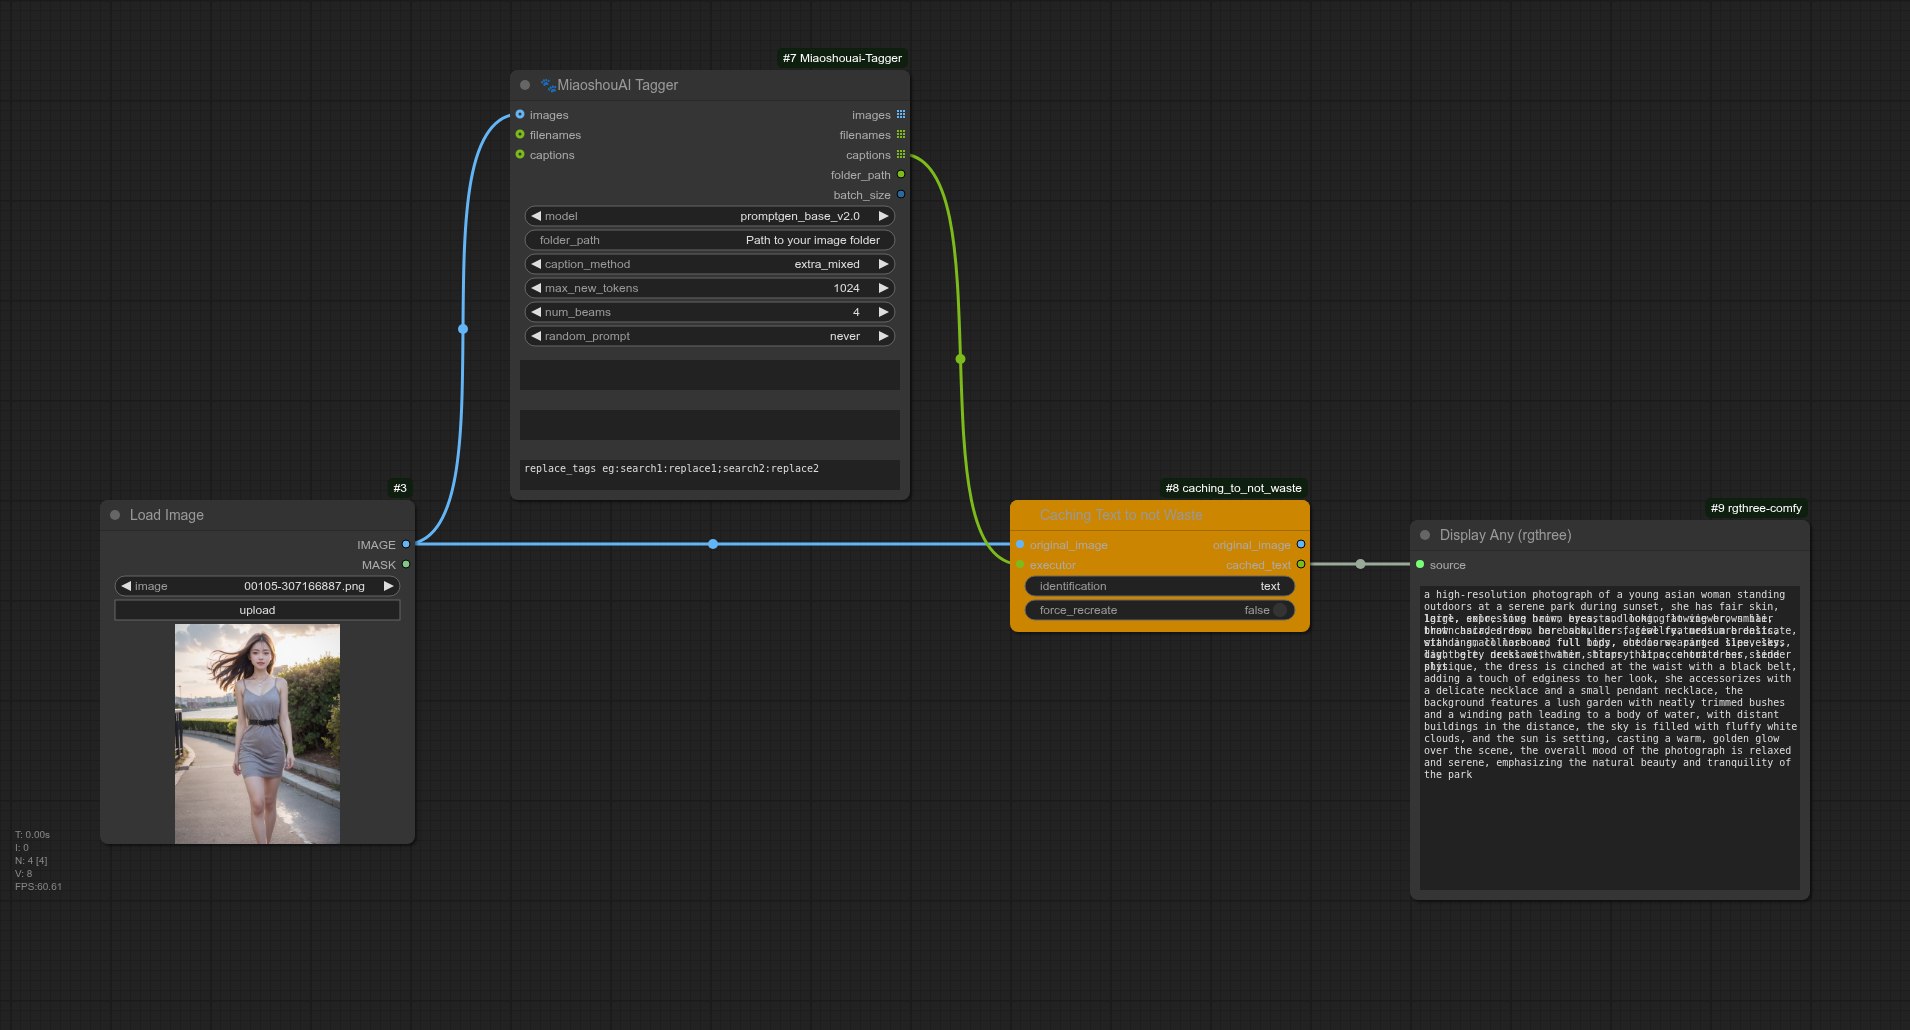 #7 Miaoshouai-Tagger
MiaoshouAI Tagger
images images
filenames filenames
captions captions
folder_path
batch_size
model promptgen_base_v2.0
folder_path Path to your image folder
caption_method extra_mixed
max_new_tokens 1024
num_beams 4
random_prompt never
replace_tags eg:search1:replace1;search2:replace2
#3
Load Image
IMAGE
MASK
image 00105-307166887.png
upload
#8 caching_to_not_waste
Caching Text to not Waste
original_image original_image
executor cached_text
identification text
force_recreate false
#9 rgthree-comfy
Display Any (rgthree)
source
a high-resolution photograph of a young asian woman standing
outdoors at a serene park during sunset, she has fair skin,
physique, the dress is cinched at the waist with a black belt,
adding a touch of edginess to her look, she accessorizes with
a delicate necklace and a small pendant necklace, the
background features a lush garden with neatly trimmed bushes
and a winding path leading to a body of water, with distant
buildings in the distance, the sky is filled with fluffy white
clouds, and the sun is setting, casting a warm, golden glow
over the scene, the overall mood of the photograph is relaxed
and serene, emphasizing the natural beauty and tranquility of
the park
T: 0.00s
I: 0
N: 4 [4]
V: 8
FPS:60.61